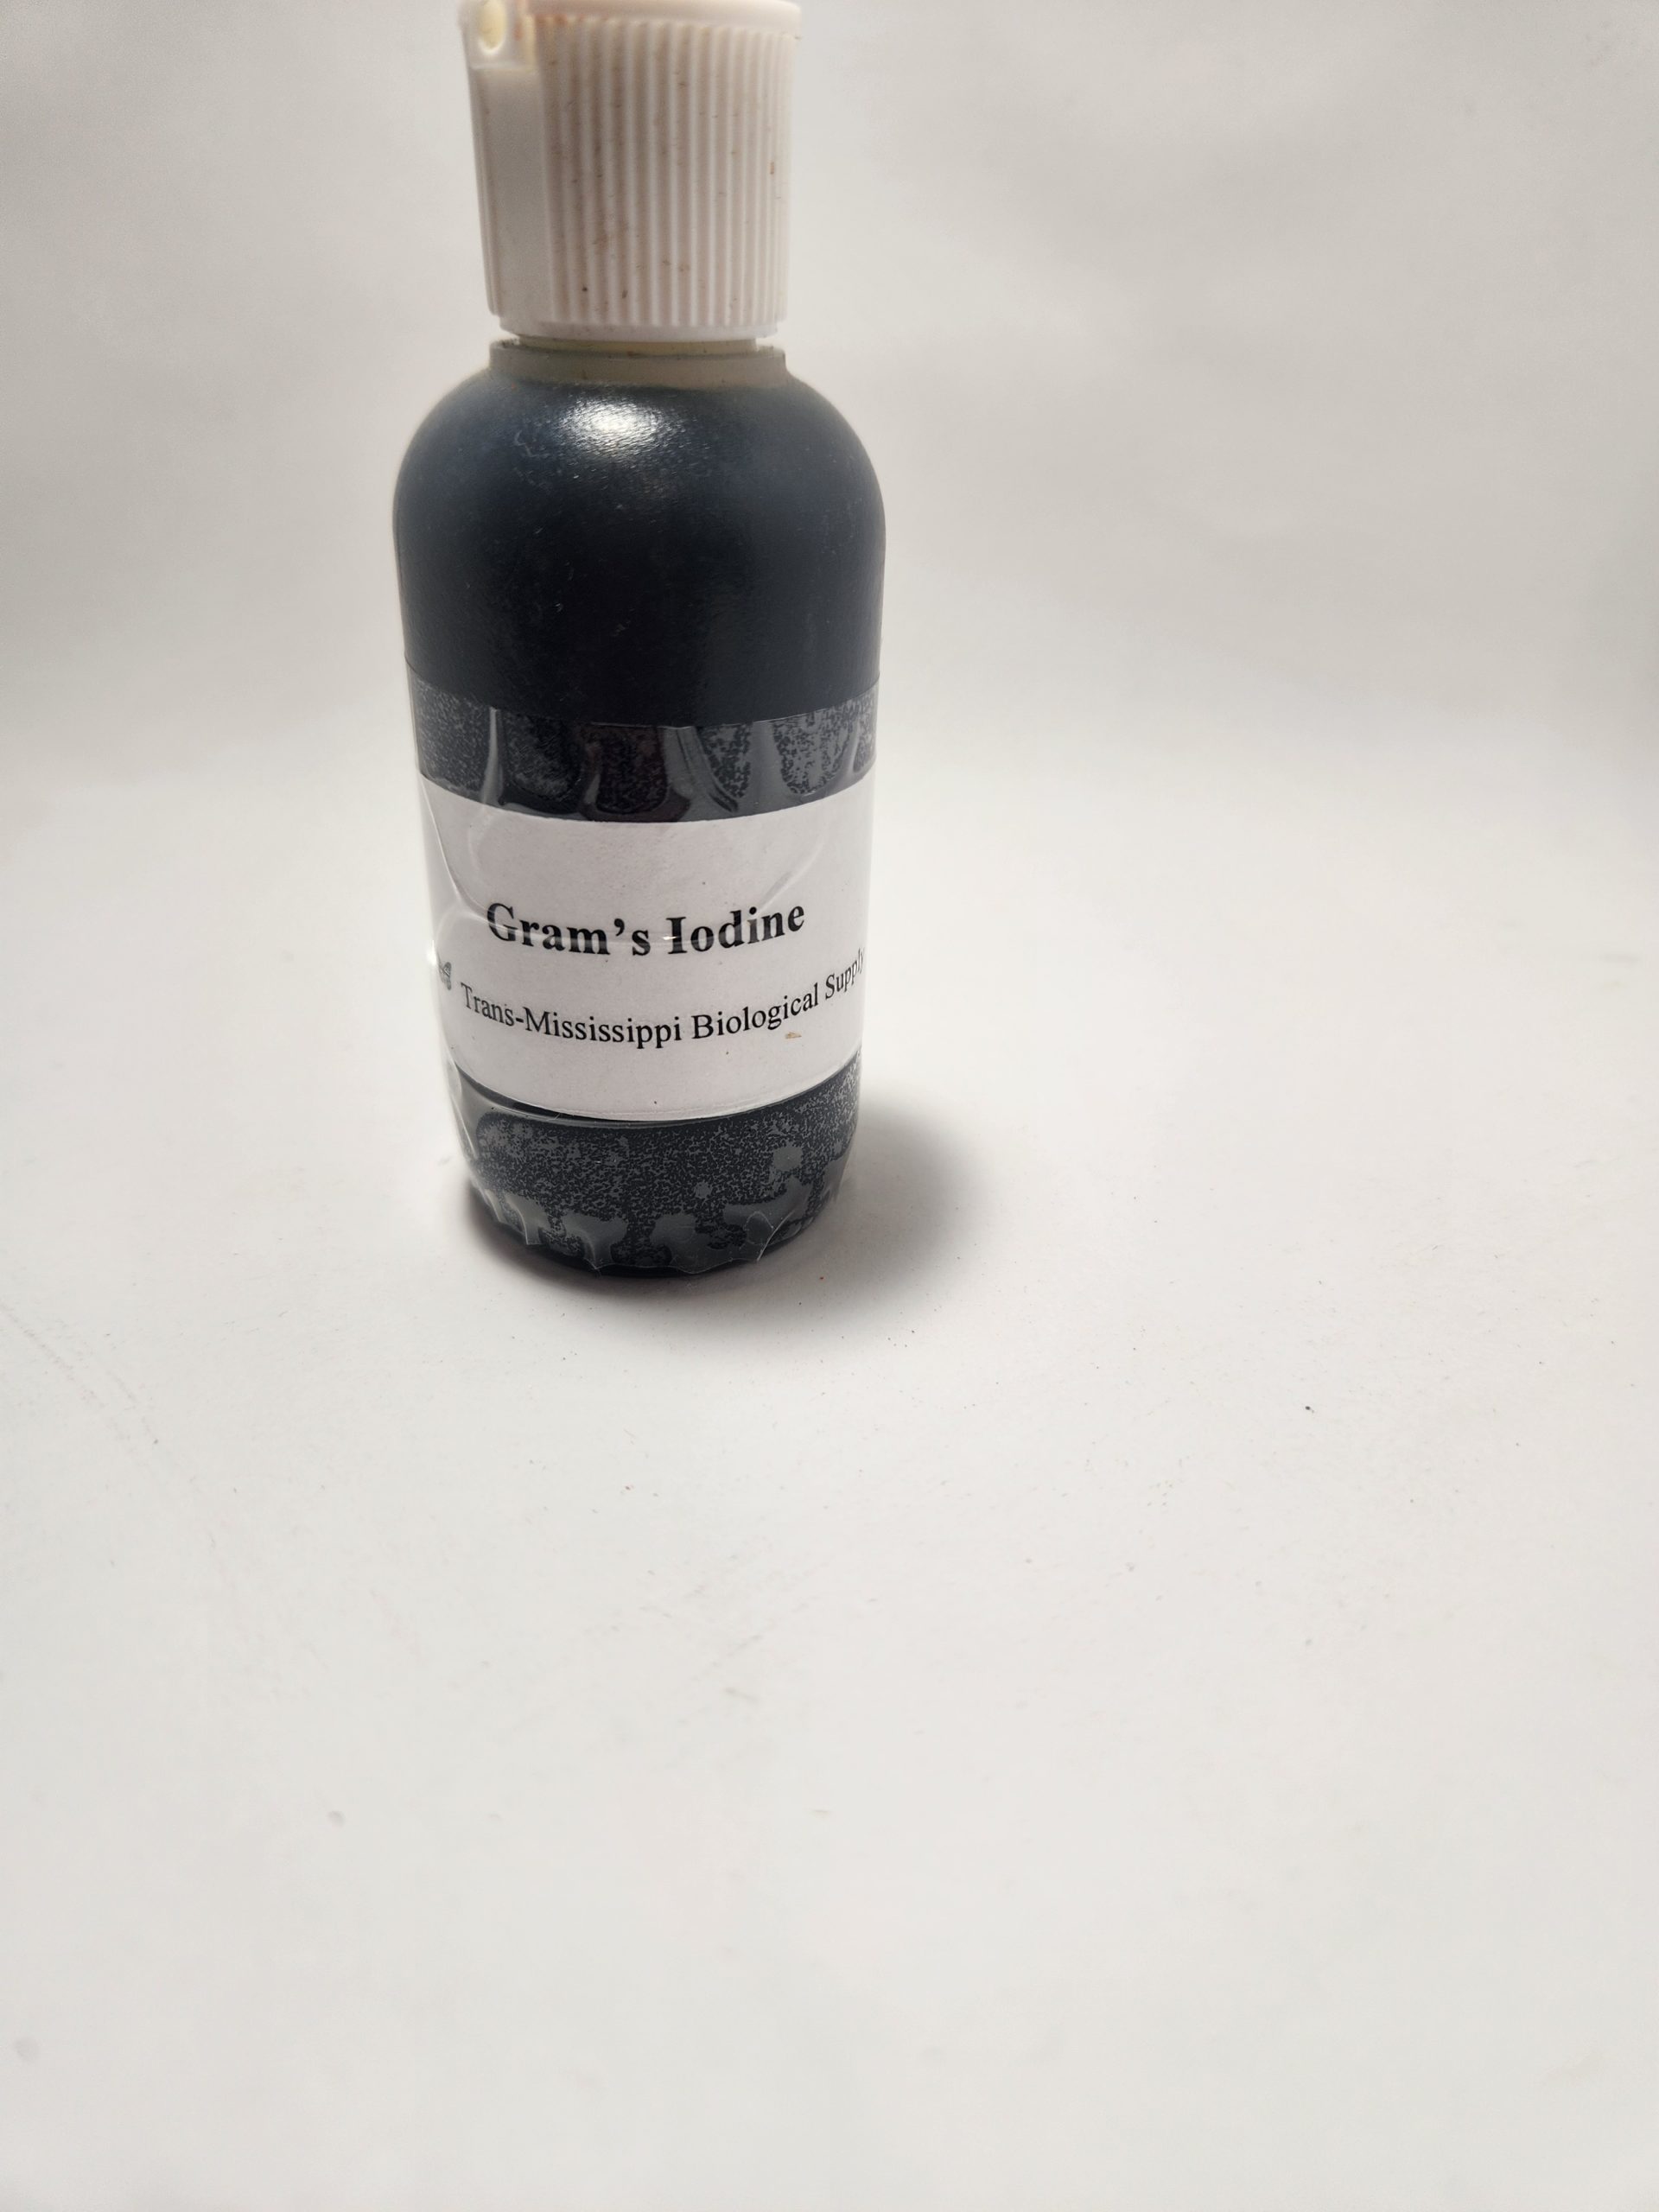 Gram's Iodine
Trans-Mississippi Biological Supply